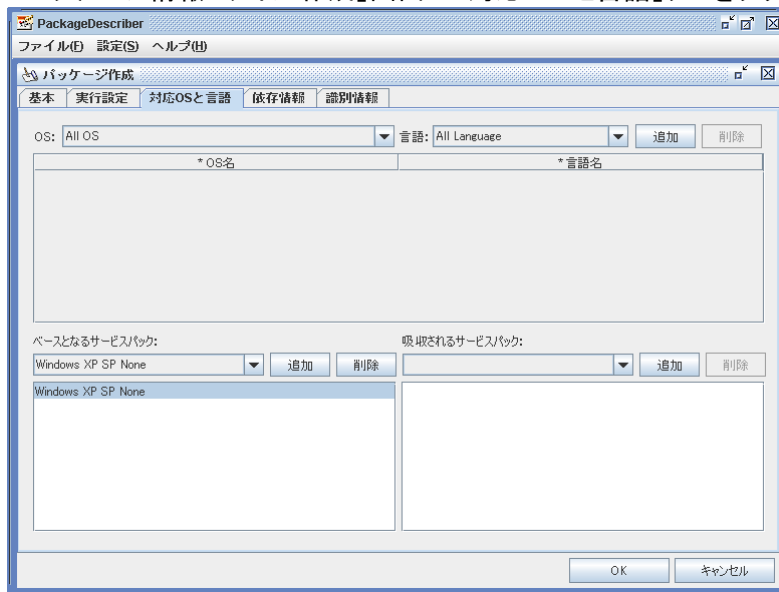 PackageDescriber
ファイル(F) 設定(S) ヘルプ(H)
パッケージ作成
基本 実行設定 対応OSと言語 依存情報 識別情報
OS: All OS 言語: All Language 追加 削除
*OS名 *言語名
ベースとなるサービスパック: 吸収されるサービスパック:
Windows XP SP None 追加 削除 追加 削除
Windows XP SP None
OK キャンセル